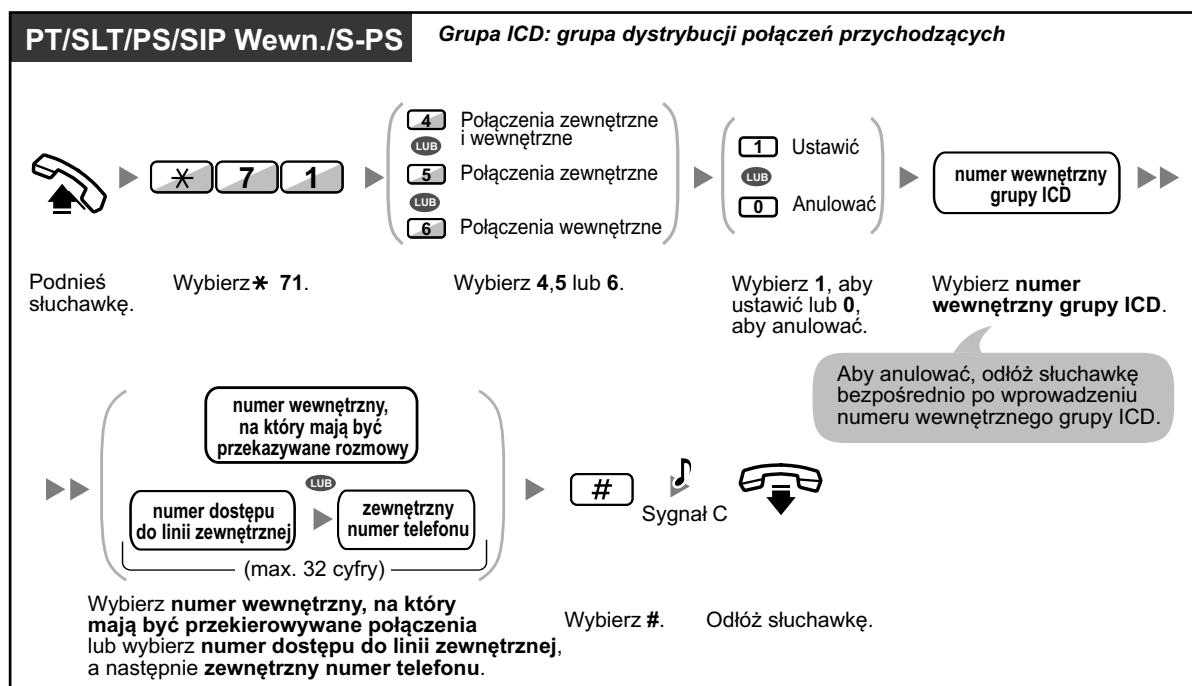 PT/SLT/PS/SIP Wewn./S-PS
Grupa ICD: grupa dystrybucji połączeń przychodzących
* 7 1
4 Połączenia zewnętrzne
i wewnętrzne
LUB
5 Połączenia zewnętrzne
LUB
6 Połączenia wewnętrzne
1 Ustawić
LUB
0 Anulować
numer wewnętrzny
grupy ICD
Podnieś
słuchawkę.
Wybierz * 71.
Wybierz 4,5 lub 6.
Wybierz 1, aby
ustawić lub 0,
aby anulować.
Wybierz numer
wewnętrzny grupy ICD.
Aby anulować, odłóż słuchawkę
bezpośrednio po wprowadzeniu
numeru wewnętrznego grupy ICD.
numer wewnętrzny,
na który mają być
przekazywane rozmowy
LUB
numer dostępu
do linii zewnętrznej
zewnętrzny
numer telefonu
(max. 32 cyfry)
#
Sygnał C
Wybierz numer wewnętrzny, na który
mają być przekierowywane połączenia
lub wybierz numer dostępu do linii zewnętrznej,
a następnie zewnętrzny numer telefonu.
Wybierz #.
Odłóż słuchawkę.